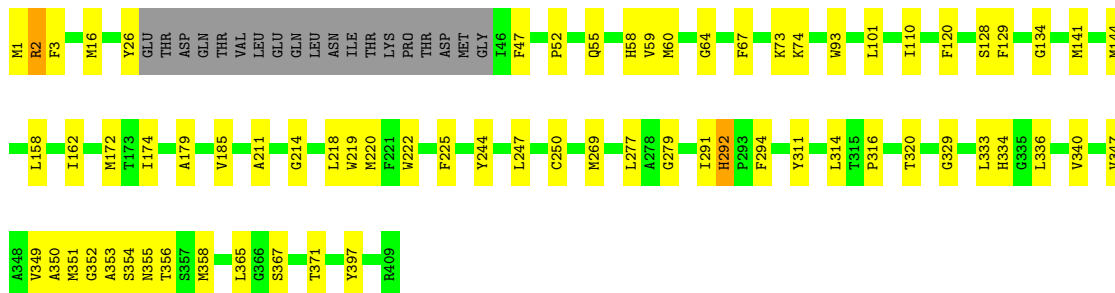 M1 R2 F3 M16 Y26 GLU THR ASP GLN THR VAL LEU GLU GLU GLN LEU ASN ILE THR LYS PRO THR ASP MET GLY I46 F47 P52 Q55 H58 V59 M60 G64 F67 K73 K74 W93 L101 I110 F120 S128 F129 G134 M141 M144
L158 I162 M172 T173 I174 A179 V185 A211 G214 L218 W219 M220 F221 W222 F225 Y244 L247 C250 M269 L277 A278 G279 I291 H292 P293 F294 Y311 L314 T315 P316 T320 G329 L333 H334 G335 L336 V340
A348 V349 A350 M351 G352 A353 S354 N355 T356 S357 M358 L365 G366 S367 T371 Y397 R409